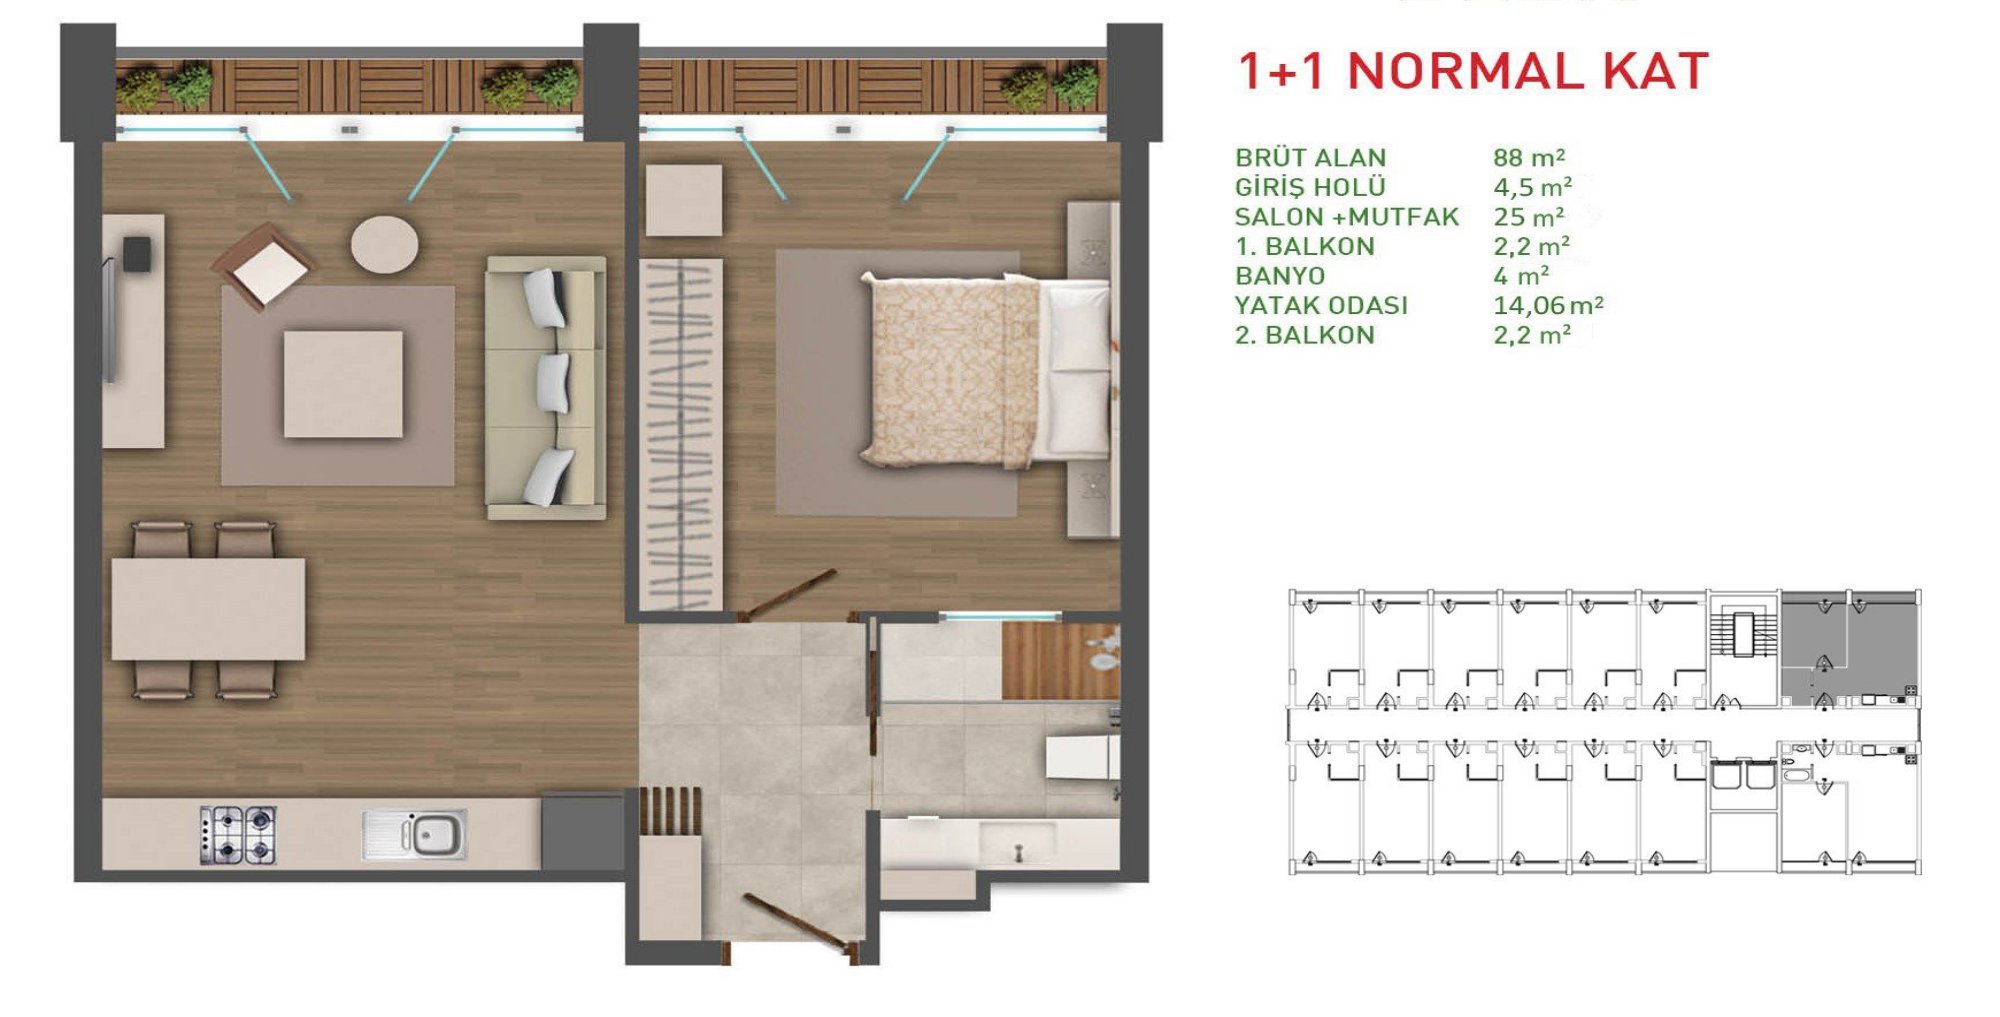 1+1 NORMAL KAT
BRÜT ALAN 88 m²
GİRİŞ HOLÜ 4,5 m²
SALON +MUTFAK 25 m²
1. BALKON 2,2 m²
BANYO 4 m²
YATAK ODASI 14,06 m²
2. BALKON 2,2 m²